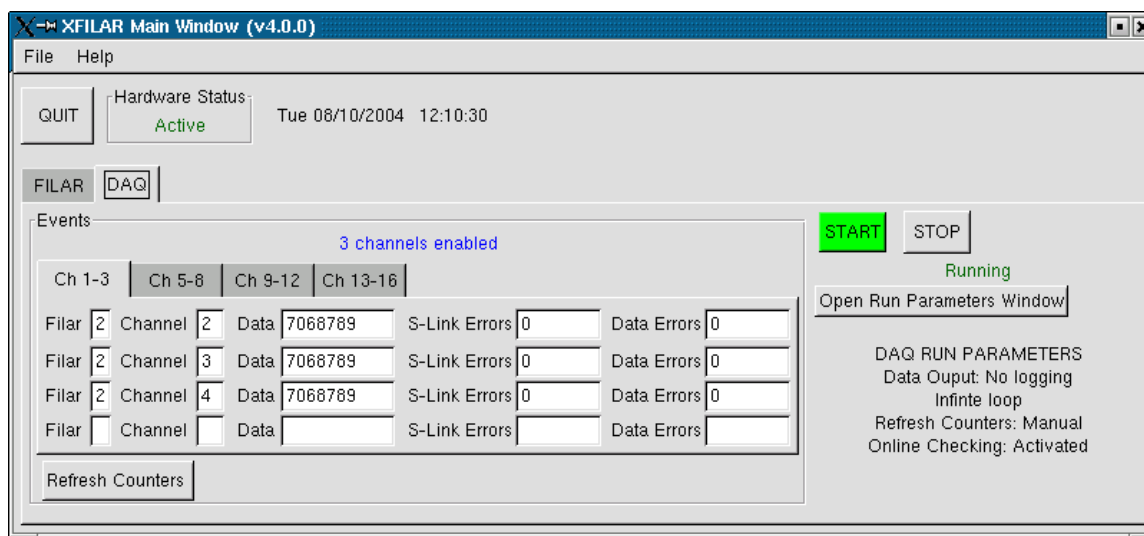 XFILAR Main Window (v4.0.0)
File Help
QUIT
Hardware Status
Active
Tue 08/10/2004 12:10:30
FILAR DAQ
Events
3 channels enabled
Ch 1-3 Ch 5-8 Ch 9-12 Ch 13-16
Filar 2 Channel 2 Data 7068789 S-Link Errors 0 Data Errors 0
Filar 2 Channel 3 Data 7068789 S-Link Errors 0 Data Errors 0
Filar 2 Channel 4 Data 7068789 S-Link Errors 0 Data Errors 0
Filar Channel Data S-Link Errors Data Errors
Refresh Counters
START STOP
Running
Open Run Parameters Window
DAQ RUN PARAMETERS
Data Ouput: No logging
Infinte loop
Refresh Counters: Manual
Online Checking: Activated